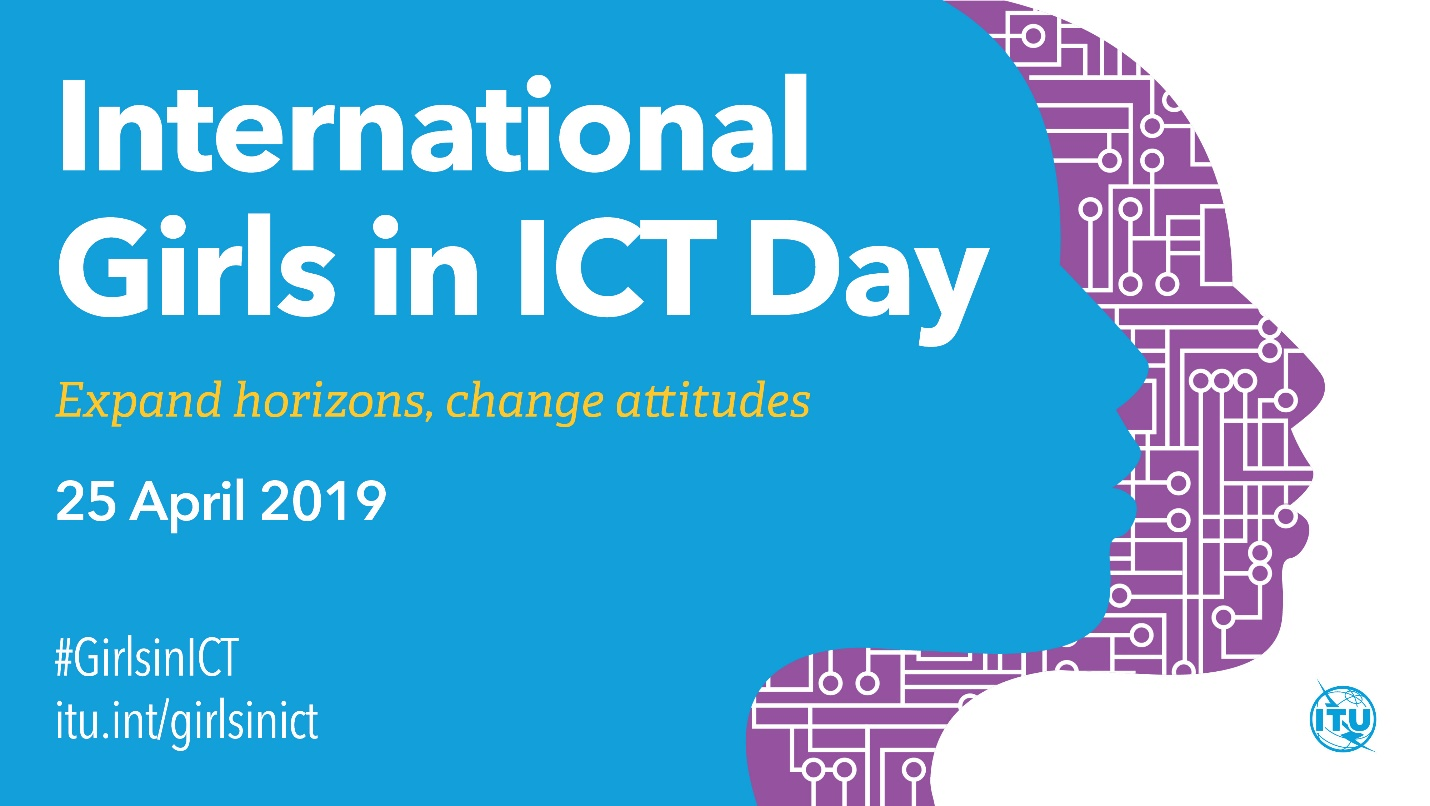 International
Girls in ICT Day
Expand horizons, change attitudes
25 April 2019
#GirlsinICT
itu.int/girlsinict
ITU